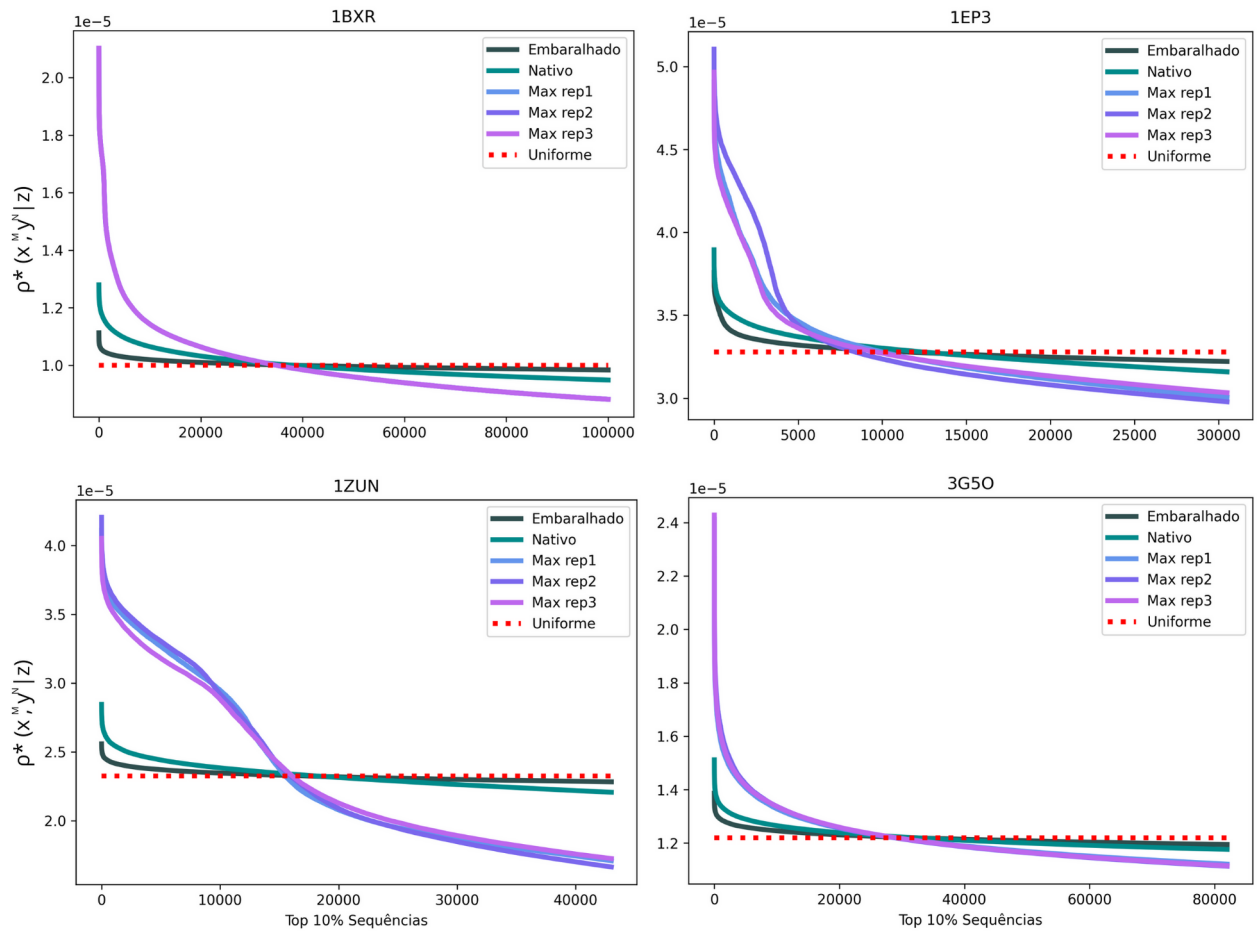 1BXR
1e−5
ρ* (x^M, y^N | z)
2.0
1.8
1.6
1.4
1.2
1.0
Embaralhado
Nativo
Max rep1
Max rep2
Max rep3
Uniforme
0 20000 40000 60000 80000 100000
1EP3
1e−5
5.0
4.5
4.0
3.5
3.0
Embaralhado
Nativo
Max rep1
Max rep2
Max rep3
Uniforme
0 5000 10000 15000 20000 25000 30000
1ZUN
1e−5
ρ* (x^M, y^N | z)
4.0
3.5
3.0
2.5
2.0
Embaralhado
Nativo
Max rep1
Max rep2
Max rep3
Uniforme
0 10000 20000 30000 40000
Top 10% Sequências
3G5O
1e−5
2.4
2.2
2.0
1.8
1.6
1.4
1.2
Embaralhado
Nativo
Max rep1
Max rep2
Max rep3
Uniforme
0 20000 40000 60000 80000
Top 10% Sequências